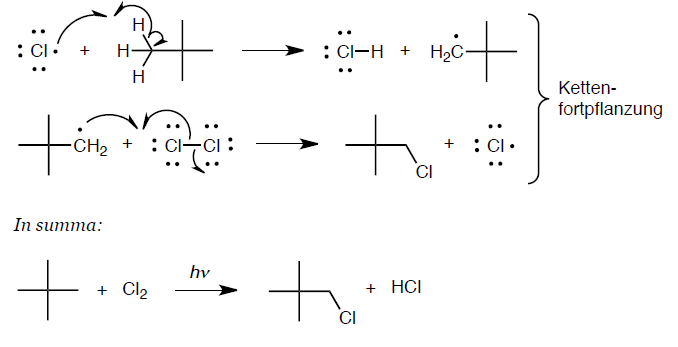 H
Cl + H Cl—H + H₂C
H
Ketten-
fortpflanzung
CH₂ + Cl—Cl + Cl
Cl
In summa:
+ Cl₂ hν + HCl
Cl